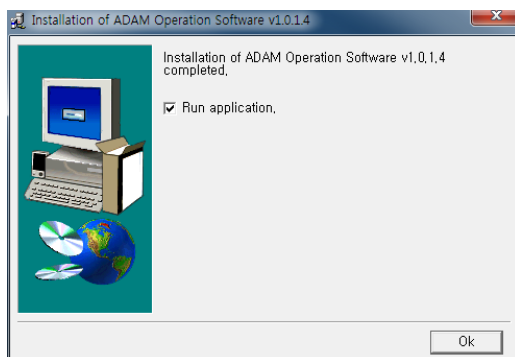 Installation of ADAM Operation Software v1.0.1.4
Installation of ADAM Operation Software v1.0.1.4
completed.
Run application.
Ok